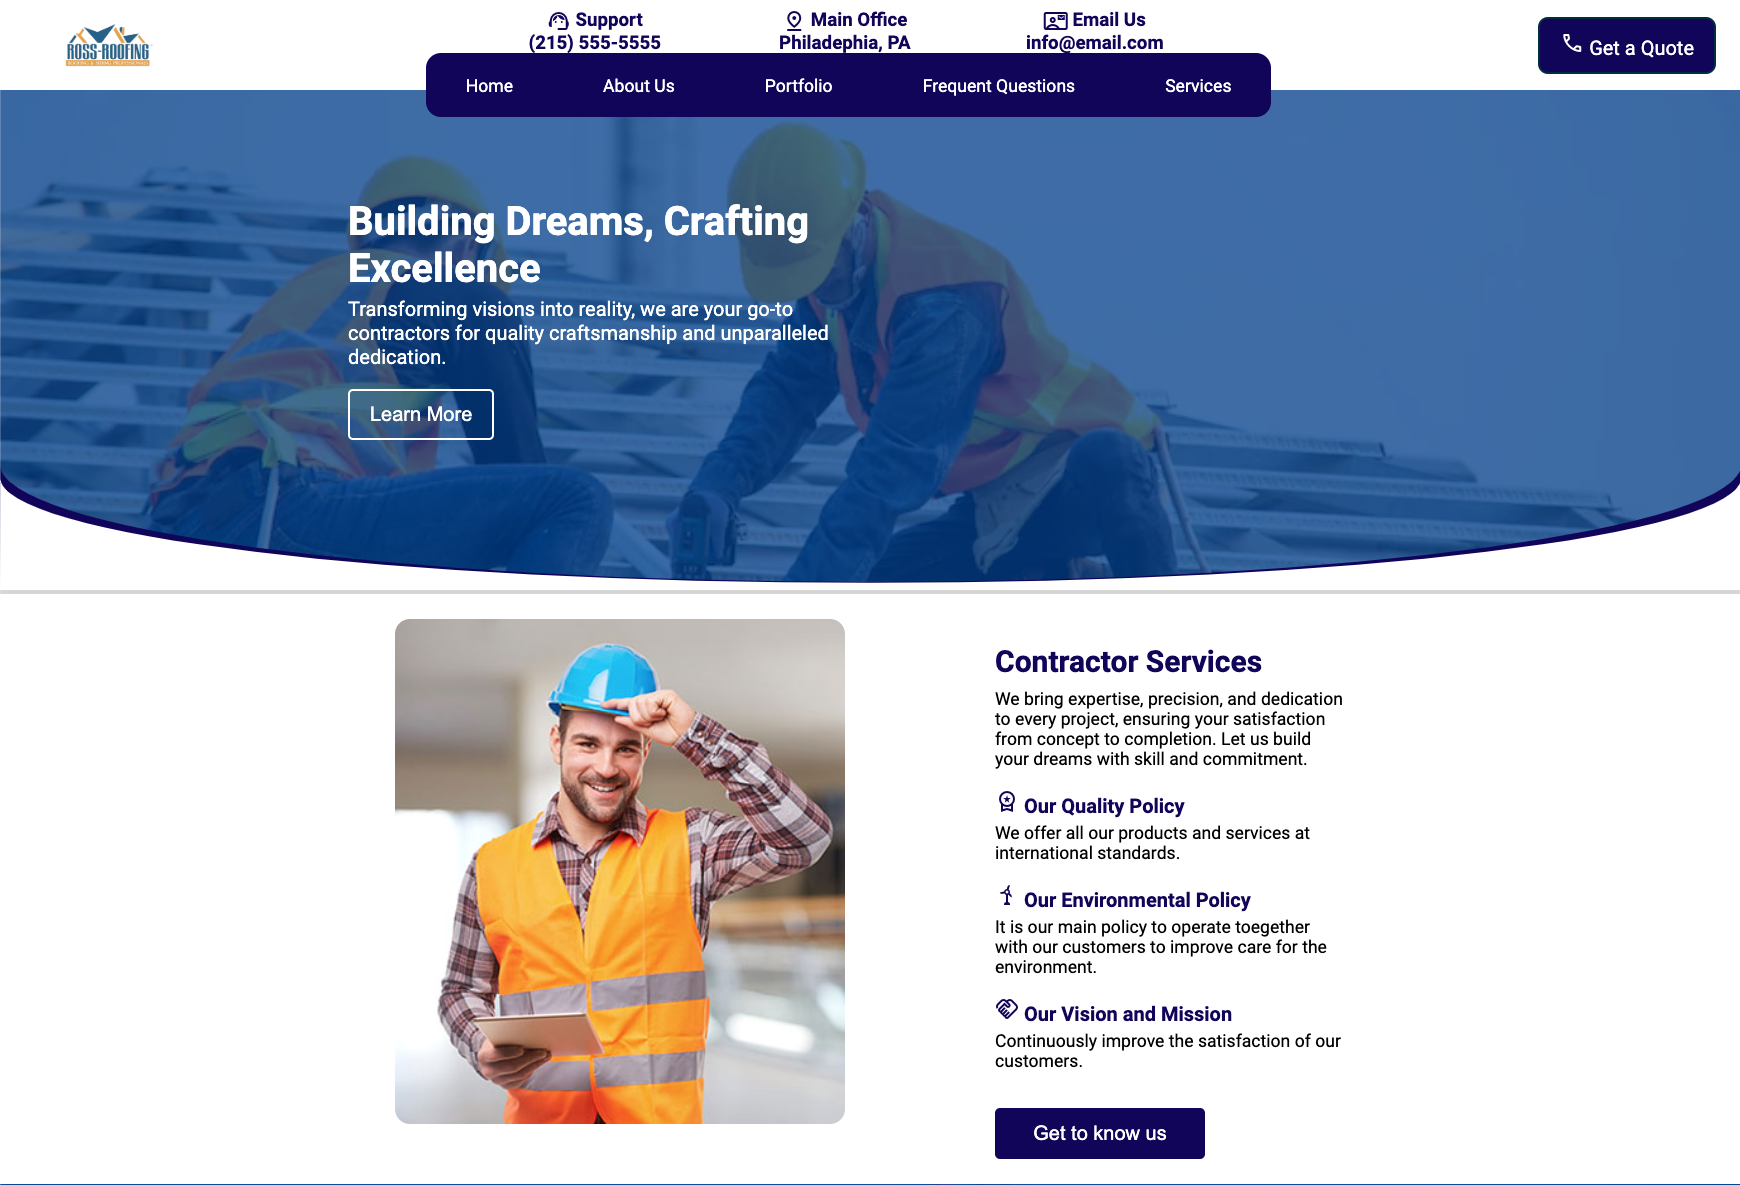 ROSS-ROOFING
Support
(215) 555-5555
Main Office
Philadephia, PA
Email Us
info@email.com
Get a Quote
Home
About Us
Portfolio
Frequent Questions
Services
Building Dreams, Crafting
Excellence
Transforming visions into reality, we are your go-to
contractors for quality craftsmanship and unparalleled
dedication.
Learn More
Contractor Services
We bring expertise, precision, and dedication
to every project, ensuring your satisfaction
from concept to completion. Let us build
your dreams with skill and commitment.
Our Quality Policy
We offer all our products and services at
international standards.
Our Environmental Policy
It is our main policy to operate toegether
with our customers to improve care for the
environment.
Our Vision and Mission
Continuously improve the satisfaction of our
customers.
Get to know us